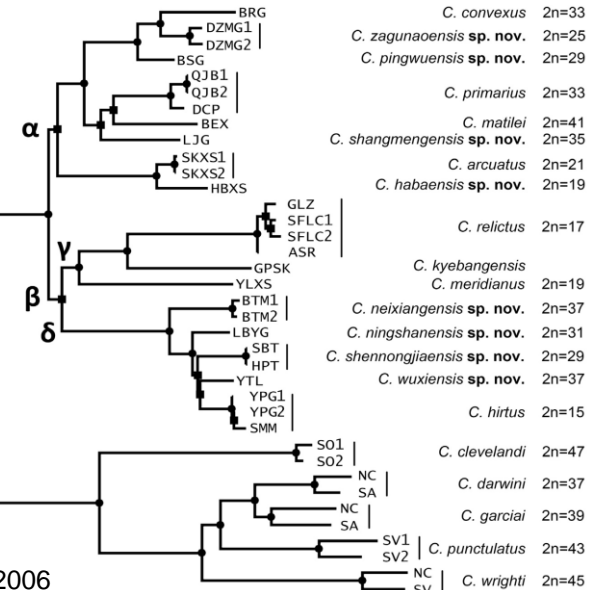 BRG C. convexus 2n=33
DZMG1
DZMG2 C. zagunaoensis sp. nov. 2n=25
BSG C. pingwuensis sp. nov. 2n=29
QJB1
QJB2 C. primarius 2n=33
DCP
α BEX C. matilei 2n=41
LJG C. shangmengensis sp. nov. 2n=35
SKXS1 C. arcuatus 2n=21
SKXS2
HBXS C. habaensis sp. nov. 2n=19
GLZ
SFLC1 C. relictus 2n=17
SFLC2
γ ASR
GPSK C. kyebangensis
YLXS C. meridianus 2n=19
β BTM1 C. neixiangensis sp. nov. 2n=37
BTM2
δ LBYG C. ningshanensis sp. nov. 2n=31
SBT C. shennongjiaensis sp. nov. 2n=29
HPT
YTL C. wuxiensis sp. nov. 2n=37
YPG1
YPG2 C. hirtus 2n=15
SMM
SO1 C. clevelandi 2n=47
SO2
NC C. darwini 2n=37
SA
NC C. garciai 2n=39
SA
SV1 C. punctulatus 2n=43
SV2
NC C. wrighti 2n=45
SV
2006